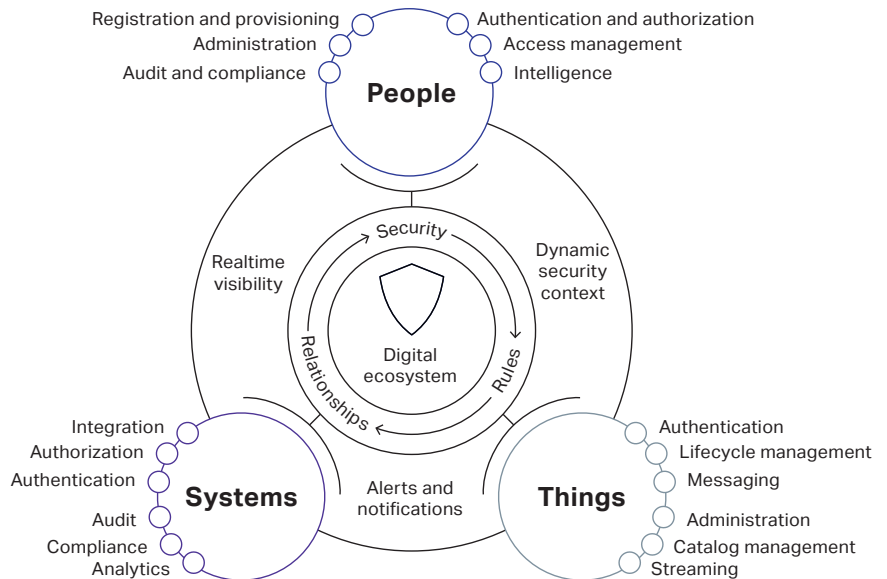 Registration and provisioning
Administration
Audit and compliance
Authentication and authorization
Access management
Intelligence
People
Realtime
visibility
Security
Dynamic
security
context
Digital
ecosystem
Relationships
Rules
Integration
Authorization
Authentication
Audit
Compliance
Analytics
Systems
Alerts and
notifications
Things
Authentication
Lifecycle management
Messaging
Administration
Catalog management
Streaming